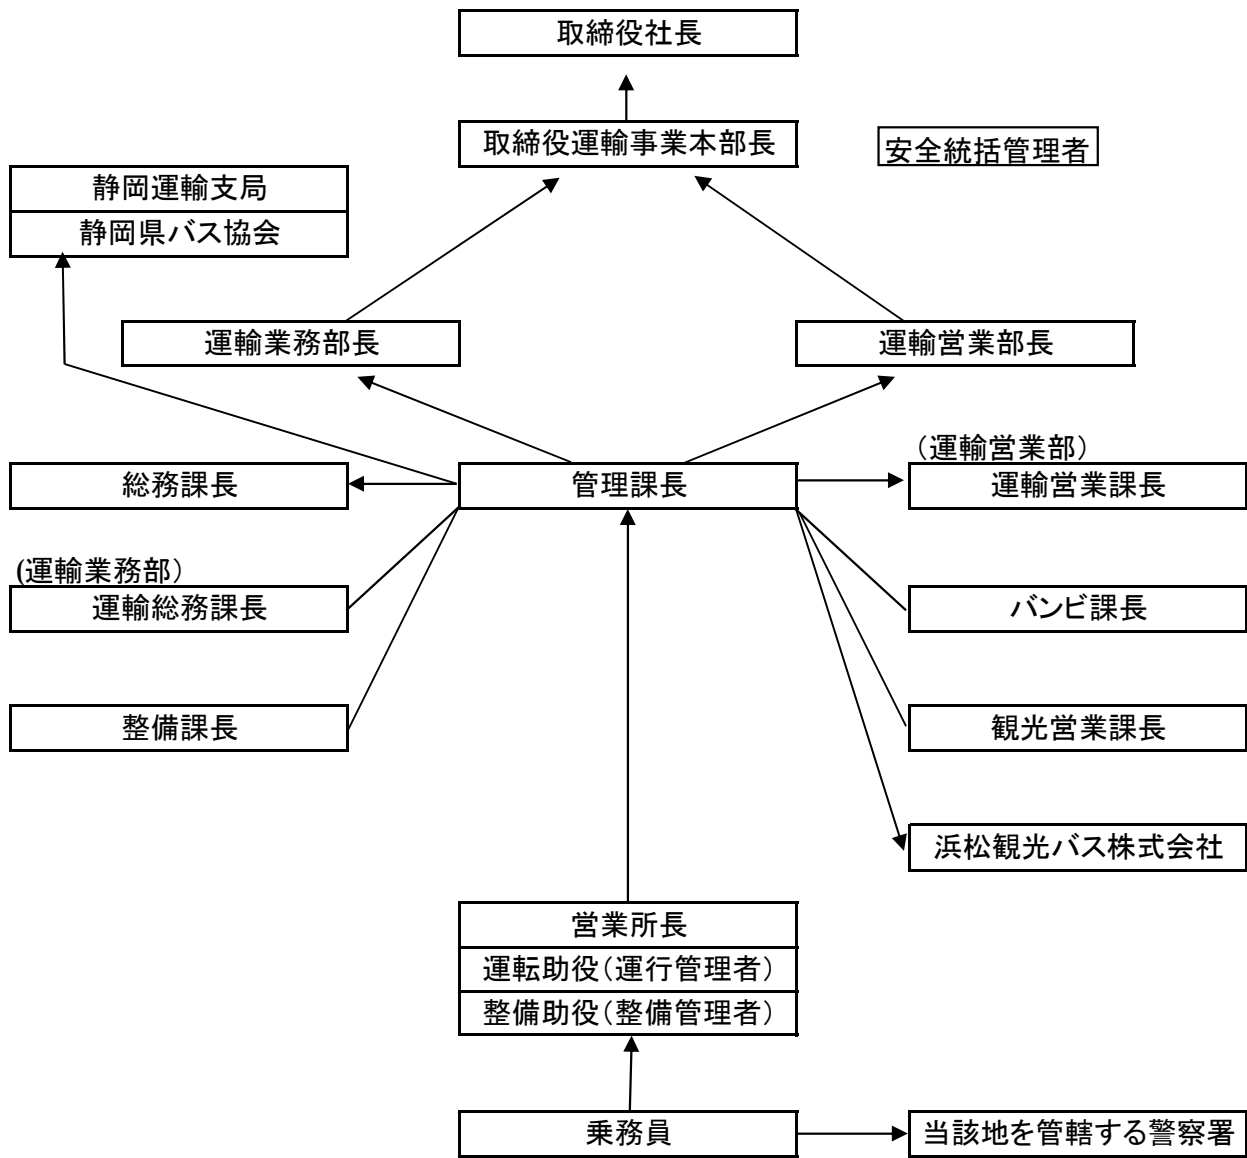 取締役社長
取締役運輸事業本部長
安全統括管理者
静岡運輸支局
静岡県バス協会
運輸業務部長
運輸営業部長
（運輸営業部）
総務課長
管理課長
運輸営業課長
(運輸業務部）
運輸総務課長
バンビ課長
整備課長
観光営業課長
浜松観光バス株式会社
営業所長
運転助役（運行管理者）
整備助役（整備管理者）
乗務員
当該地を管轄する警察署